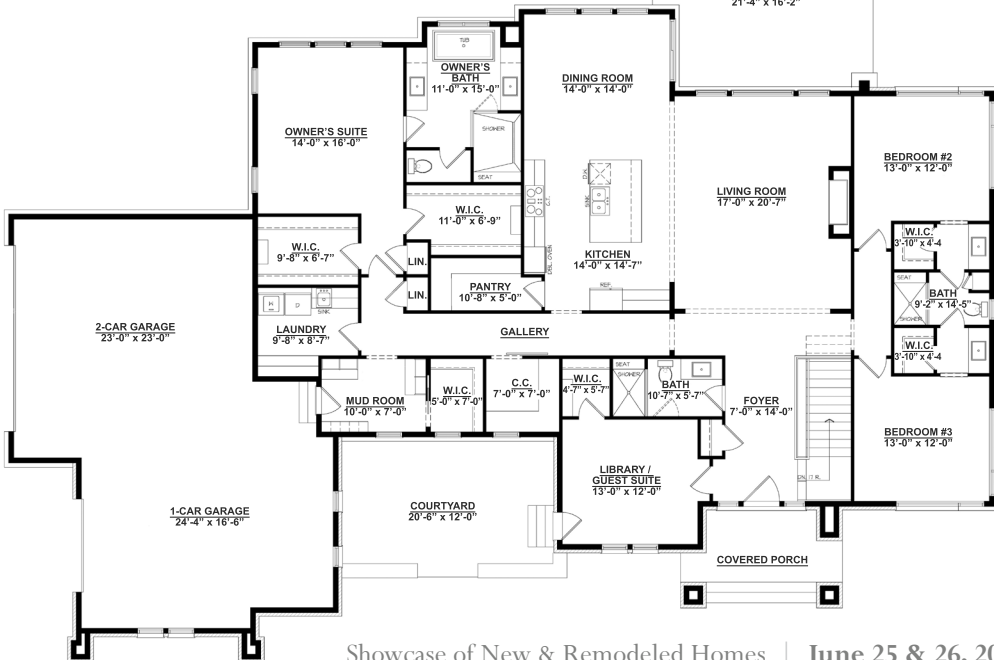 21'-4" x 16'-2"
TUB
OWNER'S
BATH
11'-0" x 15'-0"
DINING ROOM
14'-0" x 14'-0"
OWNER'S SUITE
14'-0" x 16'-0"
SHOWER
SEAT
BEDROOM #2
13'-0" x 12'-0"
D.W.
SINK
C.T.
LIVING ROOM
17'-0" x 20'-7"
W.I.C.
11'-0" x 6'-9"
W.I.C.
9'-8" x 6'-7"
LIN.
DBL. OVEN
KITCHEN
14'-0" x 14'-7"
W.I.C.
3'-10" x 4'-4
PANTRY
10'-8" x 5'-0"
LIN.
REF.
SEAT
SHOWER
BATH
9'-2" x 14'-5"
SINK
LAUNDRY
9'-8" x 8'-7"
2-CAR GARAGE
23'-0" x 23'-0"
GALLERY
W.I.C.
3'-10" x 4'-4
MUD ROOM
10'-0" x 7'-0"
W.I.C.
5'-0" x 7'-0"
C.C.
7'-0" x 7'-0"
W.I.C.
4'-7" x 5'-7"
SEAT
SHOWER
BATH
10'-7" x 5'-7"
FOYER
7'-0" x 14'-0"
BEDROOM #3
13'-0" x 12'-0"
LIBRARY /
GUEST SUITE
13'-0" x 12'-0"
DN 17 R.
COURTYARD
20'-6" x 12'-0"
1-CAR GARAGE
24'-4" x 16'-6"
COVERED PORCH
Showcase of New & Remodeled Homes | June 25 & 26, 20